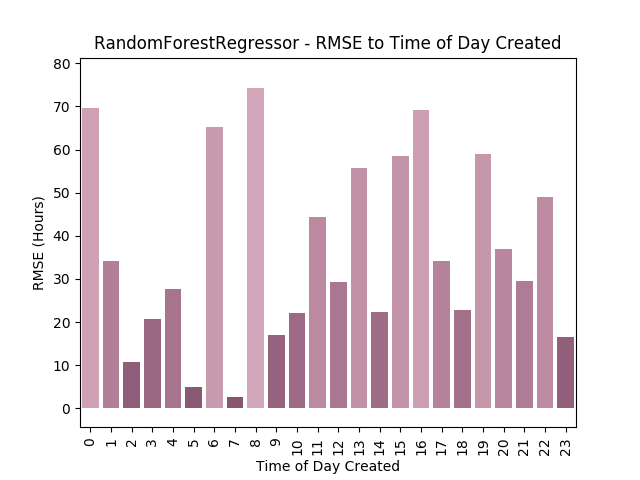 RandomForestRegressor - RMSE to Time of Day Created
80
70
60
50
40
30
20
10
0
RMSE (Hours)
0 1 2 3 4 5 6 7 8 9 10 11 12 13 14 15 16 17 18 19 20 21 22 23
Time of Day Created